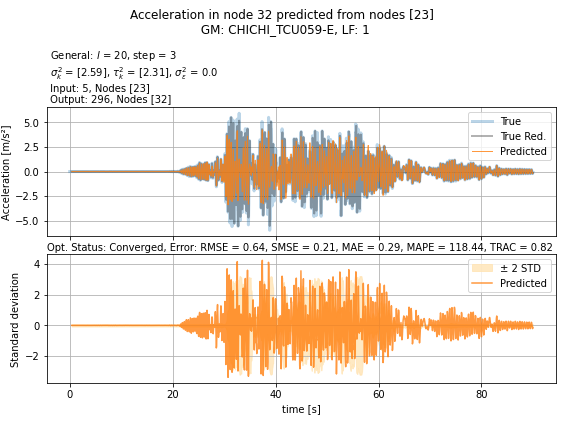 Acceleration in node 32 predicted from nodes [23]
GM: CHICHI_TCU059-E, LF: 1
General: l = 20, step = 3
σ²ₖ = [2.59], τ²ₖ = [2.31], σ²ε = 0.0
Input: 5, Nodes [23]
Output: 296, Nodes [32]
Acceleration [m/s²]
5.0
2.5
0.0
−2.5
−5.0
True
True Red.
Predicted
Opt. Status: Converged, Error: RMSE = 0.64, SMSE = 0.21, MAE = 0.29, MAPE = 118.44, TRAC = 0.82
Standard deviation
4
2
0
−2
± 2 STD
Predicted
0 20 40 60 80
time [s]